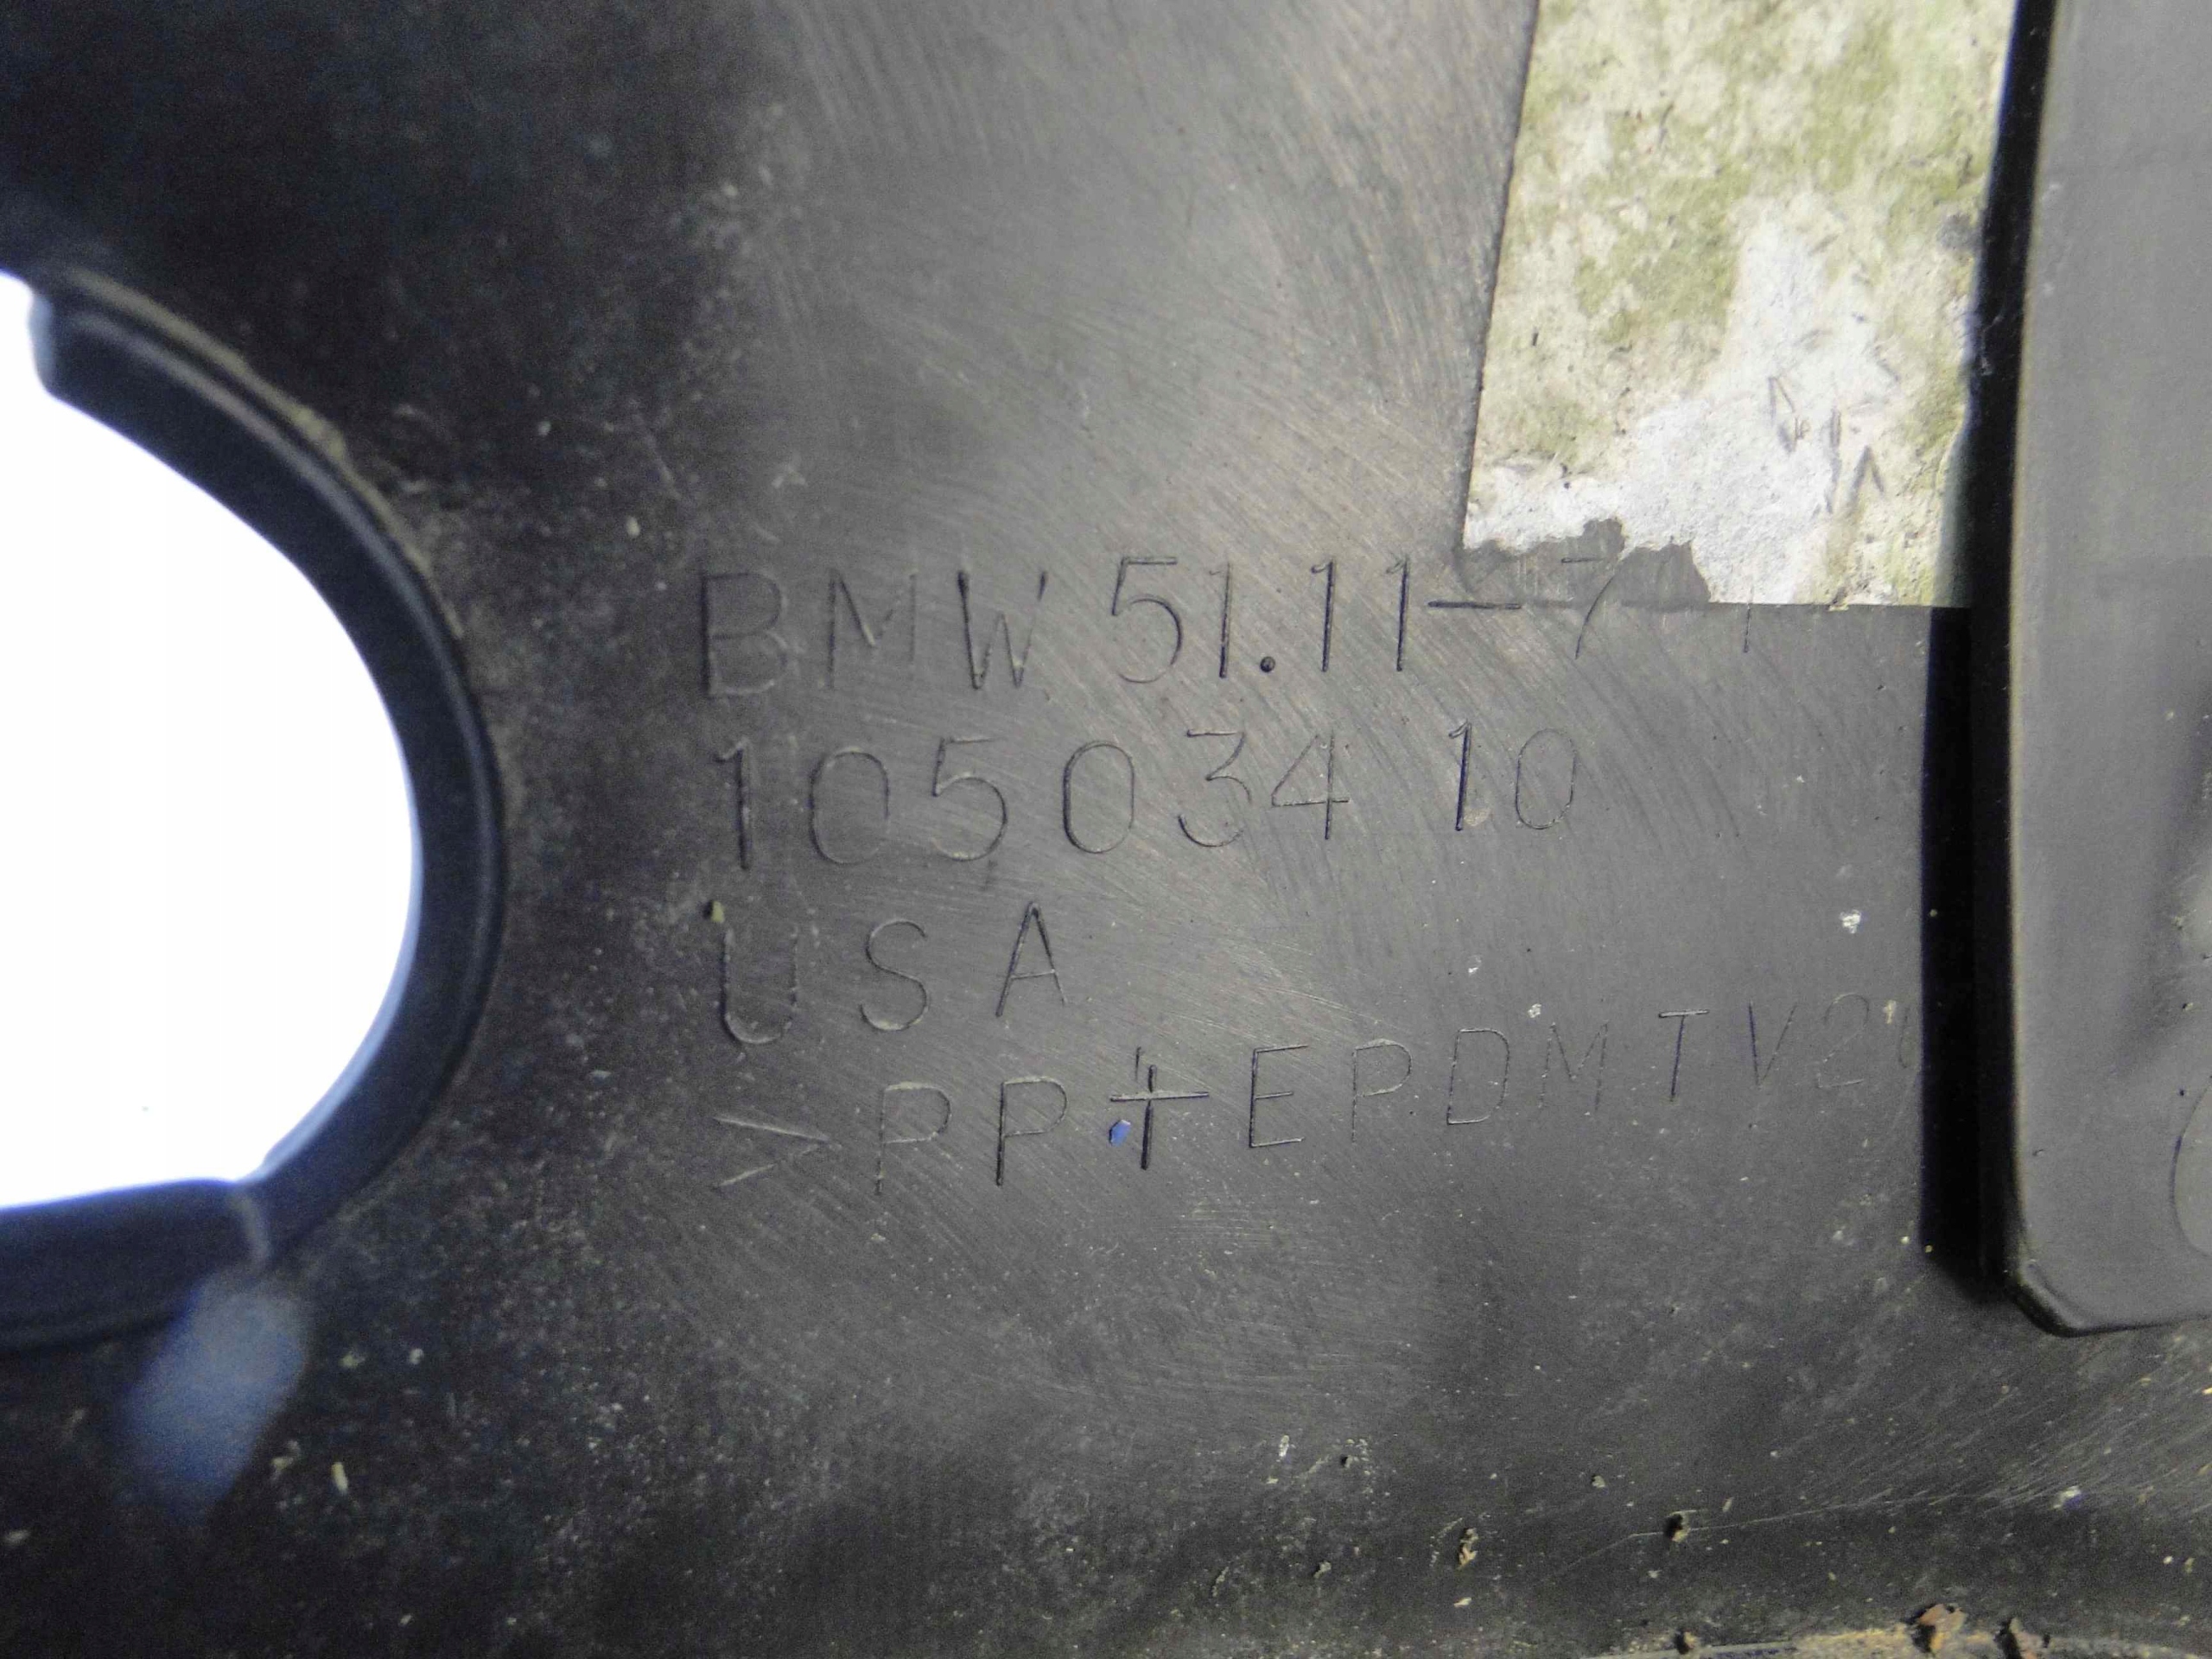 BMW 51.11-7
105034 10
USA
>PP+EPDM TV2